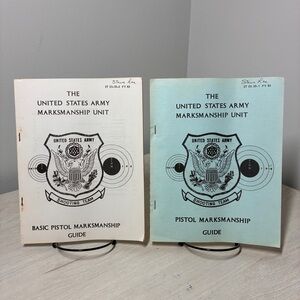 THE
UNITED STATES ARMY
MARKSMANSHIP UNIT
UNITED STATES ARMY
SHOOTING TEAM
BASIC PISTOL MARKSMANSHIP
GUIDE
THE
UNITED STATES ARMY
MARKSMANSHIP UNIT
UNITED STATES ARMY
SHOOTING TEAM
PISTOL MARKSMANSHIP
GUIDE